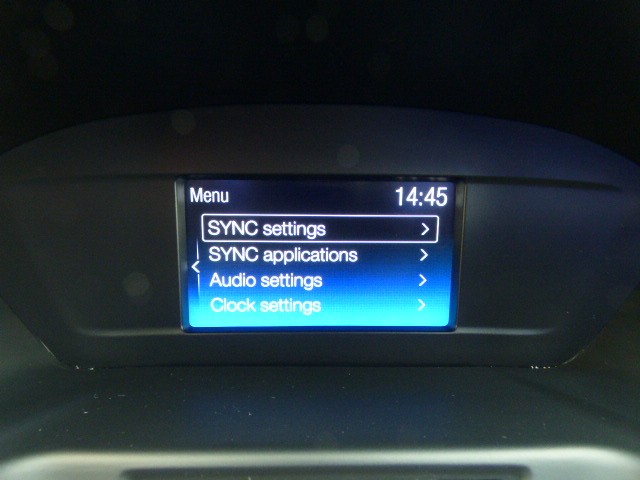 Menu 14:45
SYNC settings
SYNC applications
Audio settings
Clock settings